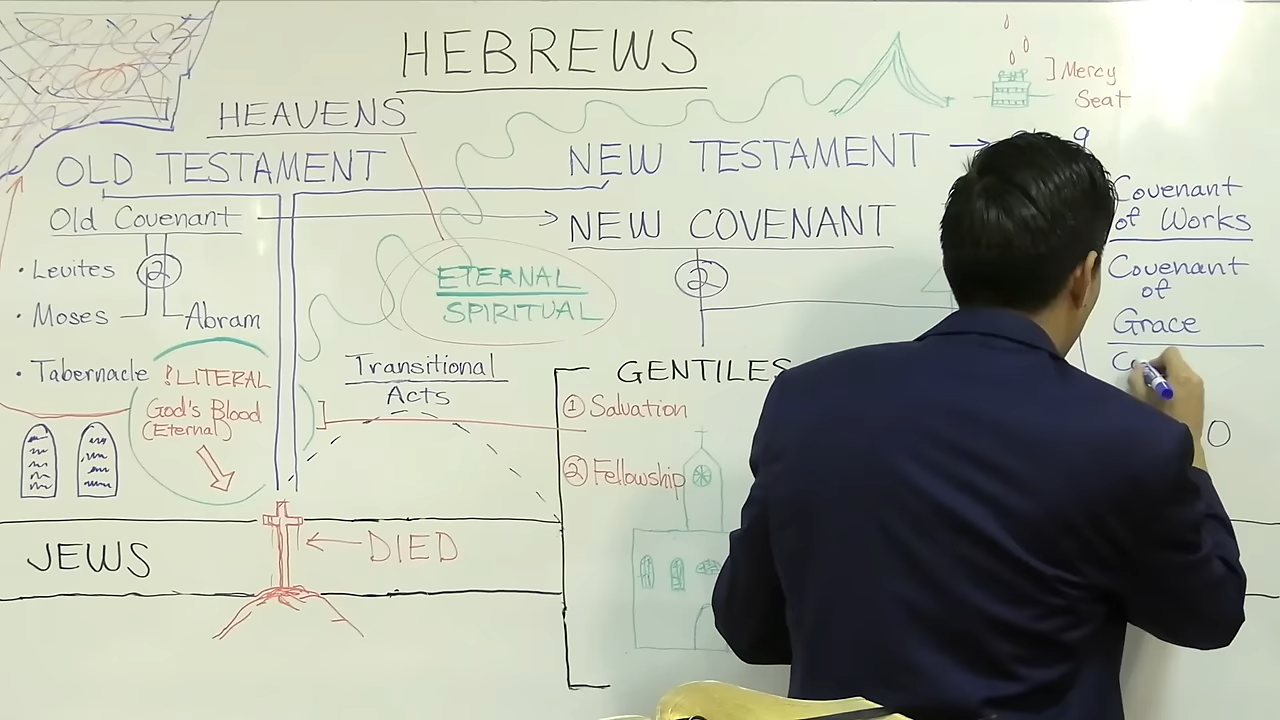 HEBREWS
Mercy
Seat
HEAVENS
OLD TESTAMENT
NEW TESTAMENT
9
Old Covenant
NEW COVENANT
Covenant
of Works
Covenant
of
Grace
· Levites
2
· Moses
Abram
· Tabernacle
ETERNAL
SPIRITUAL
2
! LITERAL
God's Blood
(Eternal)
Transitional
Acts
GENTILES
① Salvation
② Fellowship
JEWS
DIED